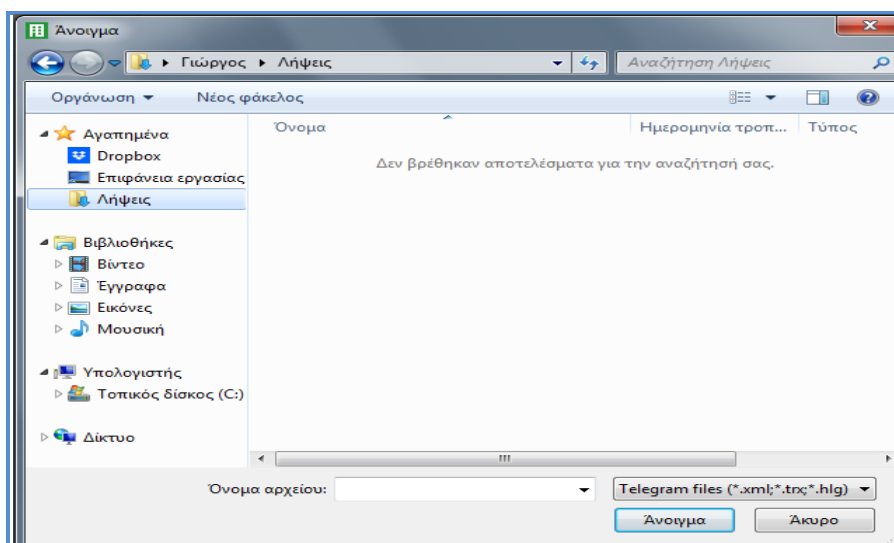 Άνοιγμα
Γιώργος Λήψεις
Αναζήτηση Λήψεις
Οργάνωση Νέος φάκελος
Όνομα Ημερομηνία τροπ... Τύπος
Δεν βρέθηκαν αποτελέσματα για την αναζήτησή σας.
Αγαπημένα
Dropbox
Επιφάνεια εργασίας
Λήψεις
Βιβλιοθήκες
Βίντεο
Έγγραφα
Εικόνες
Μουσική
Υπολογιστής
Τοπικός δίσκος (C:)
Δίκτυο
Όνομα αρχείου:
Telegram files (*.xml;*.trx;*.hlg)
Άνοιγμα Άκυρο